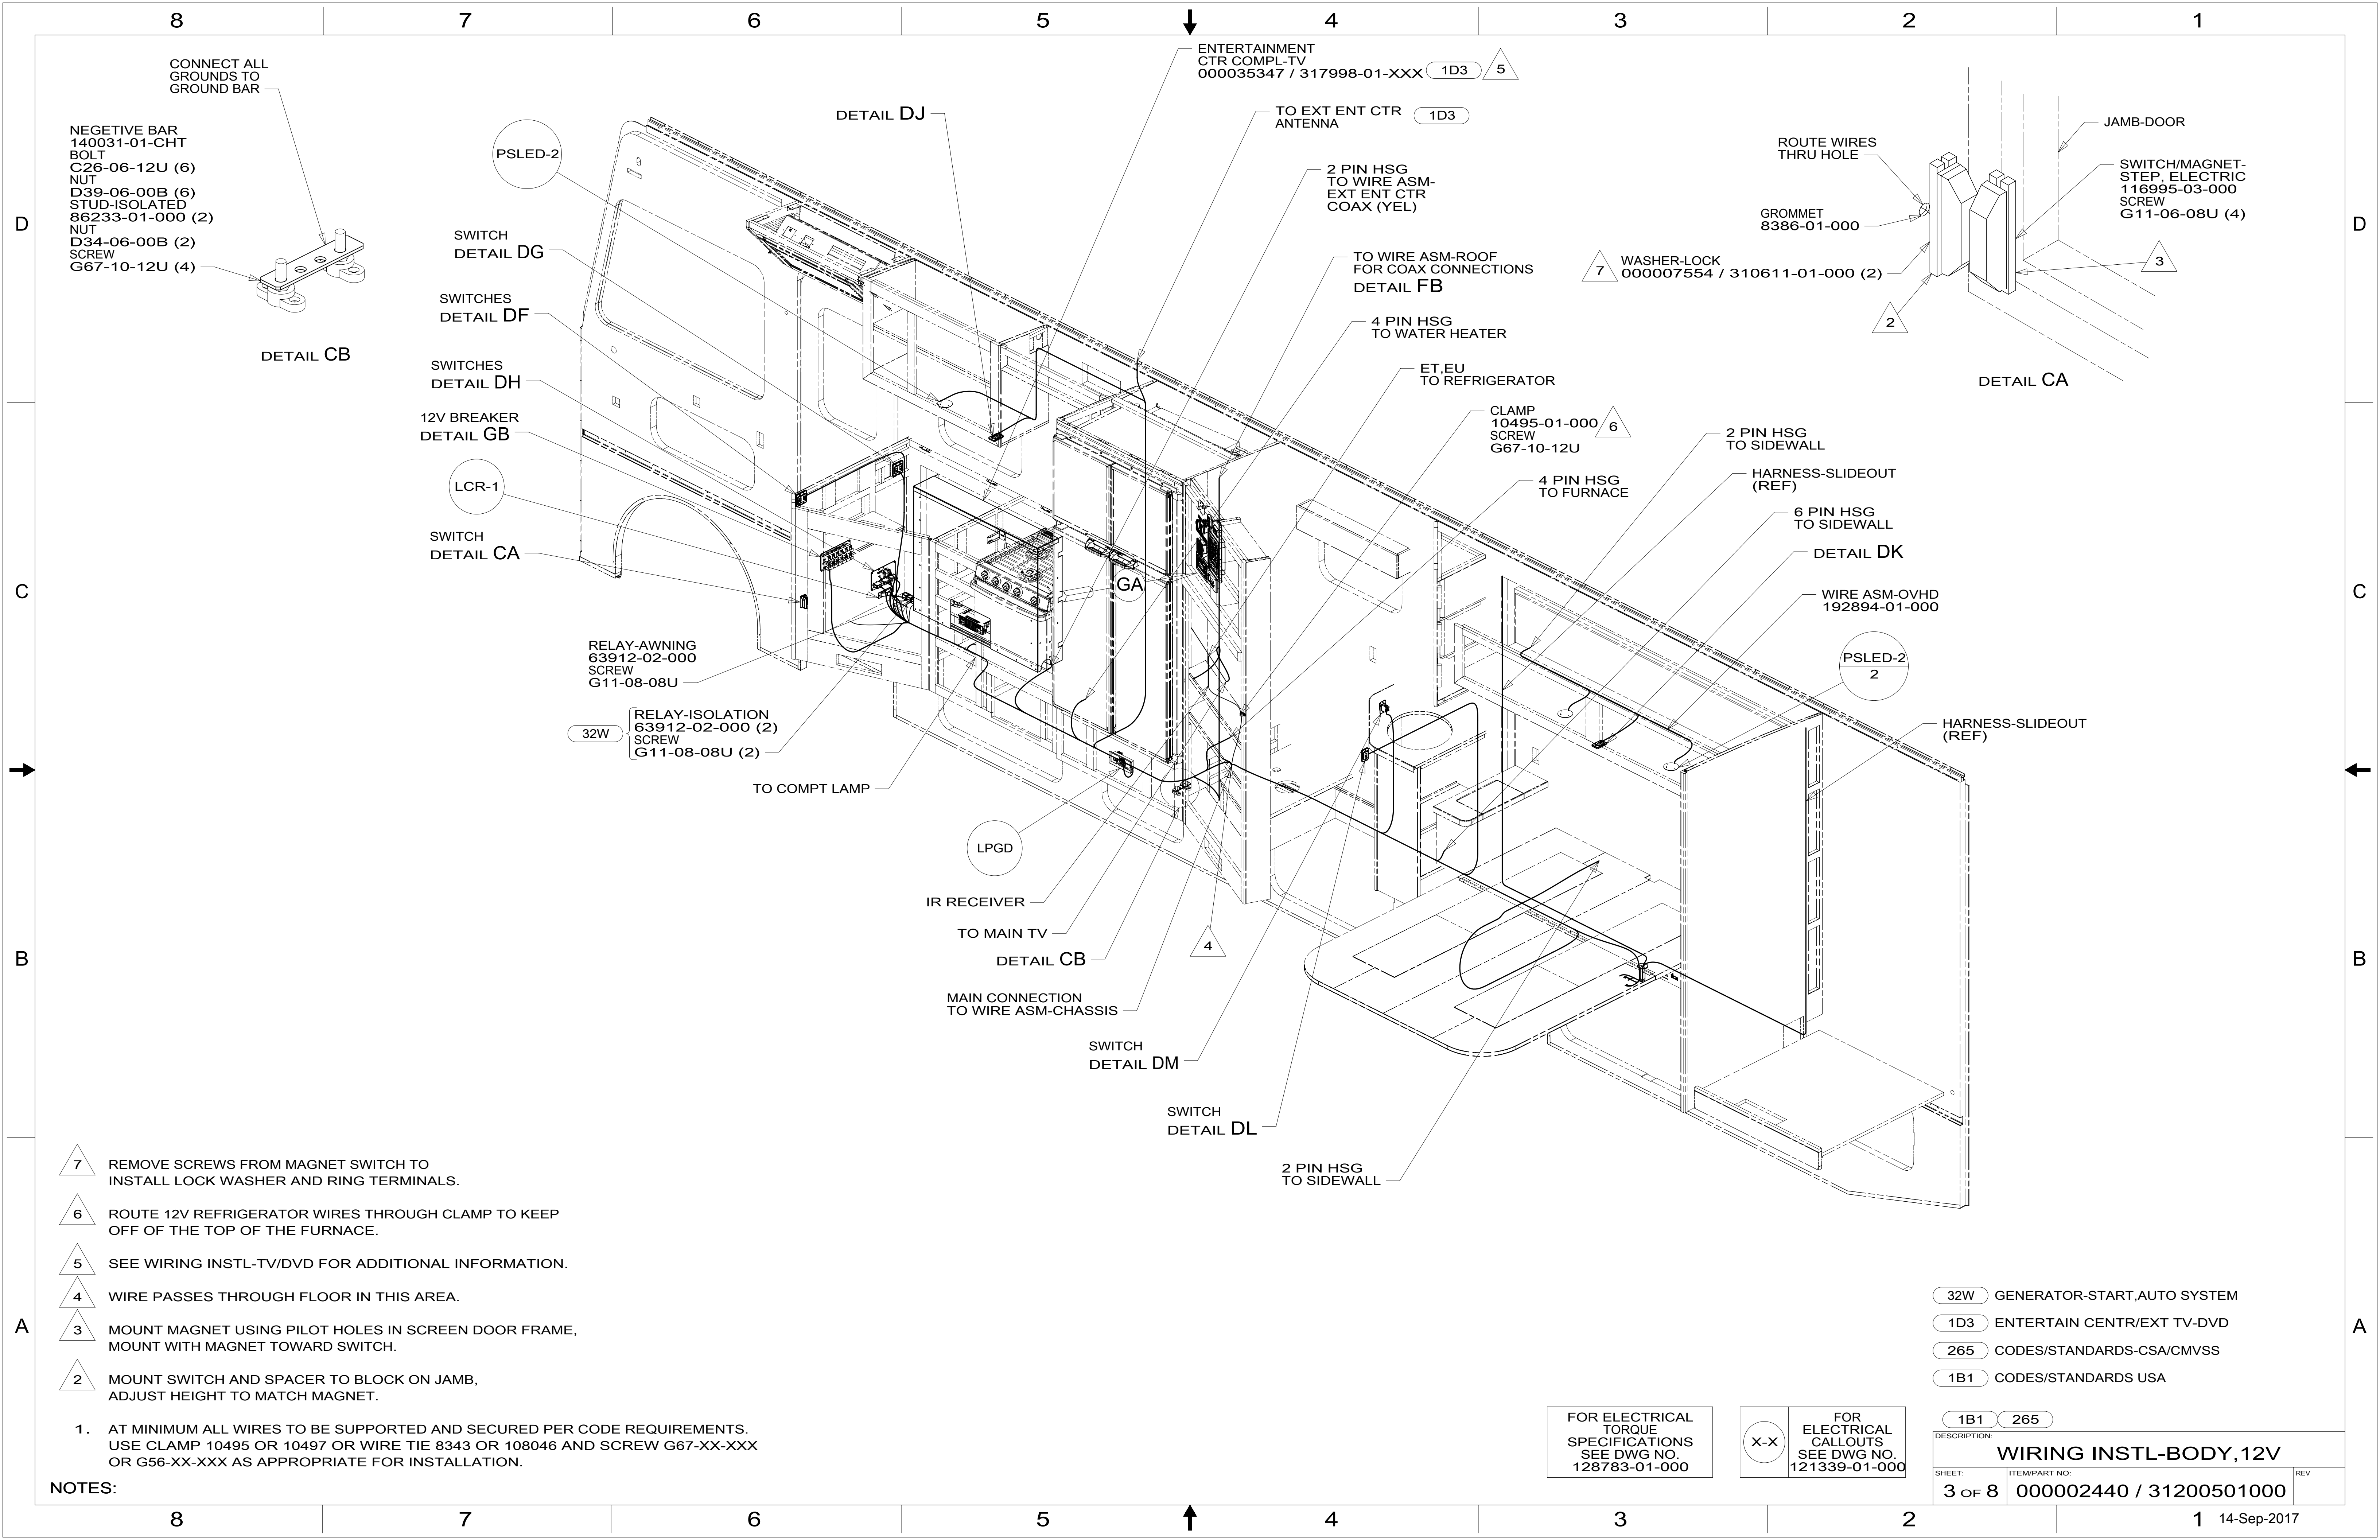 8 7 6 5 4 3 2 1
D
C
B
A
D
C
B
A
CONNECT ALL
GROUNDS TO
GROUND BAR
NEGETIVE BAR
140031-01-CHT
BOLT
C26-06-12U (6)
NUT
D39-06-00B (6)
STUD-ISOLATED
86233-01-000 (2)
NUT
D34-06-00B (2)
SCREW
G67-10-12U (4)
DETAIL CB
PSLED-2
SWITCH
DETAIL DG
SWITCHES
DETAIL DF
SWITCHES
DETAIL DH
12V BREAKER
DETAIL GB
LCR-1
SWITCH
DETAIL CA
RELAY-AWNING
63912-02-000
SCREW
G11-08-08U
32W
RELAY-ISOLATION
63912-02-000 (2)
SCREW
G11-08-08U (2)
TO COMPT LAMP
LPGD
IR RECEIVER
TO MAIN TV
DETAIL CB
MAIN CONNECTION
TO WIRE ASM-CHASSIS
SWITCH
DETAIL DM
SWITCH
DETAIL DL
2 PIN HSG
TO SIDEWALL
4
GA
DETAIL DJ
ENTERTAINMENT
CTR COMPL-TV
000035347 / 317998-01-XXX 1D3 5
TO EXT ENT CTR
ANTENNA
1D3
2 PIN HSG
TO WIRE ASM-
EXT ENT CTR
COAX (YEL)
TO WIRE ASM-ROOF
FOR COAX CONNECTIONS
DETAIL FB
4 PIN HSG
TO WATER HEATER
ET,EU
TO REFRIGERATOR
CLAMP
10495-01-000
SCREW
G67-10-12U
6
4 PIN HSG
TO FURNACE
2 PIN HSG
TO SIDEWALL
HARNESS-SLIDEOUT
(REF)
6 PIN HSG
TO SIDEWALL
DETAIL DK
WIRE ASM-OVHD
192894-01-000
PSLED-2
2
HARNESS-SLIDEOUT
(REF)
ROUTE WIRES
THRU HOLE
GROMMET
8386-01-000
7
WASHER-LOCK
000007554 / 310611-01-000 (2)
2
3
JAMB-DOOR
SWITCH/MAGNET-
STEP, ELECTRIC
116995-03-000
SCREW
G11-06-08U (4)
DETAIL CA
7 REMOVE SCREWS FROM MAGNET SWITCH TO
INSTALL LOCK WASHER AND RING TERMINALS.
6 ROUTE 12V REFRIGERATOR WIRES THROUGH CLAMP TO KEEP
OFF OF THE TOP OF THE FURNACE.
5 SEE WIRING INSTL-TV/DVD FOR ADDITIONAL INFORMATION.
4 WIRE PASSES THROUGH FLOOR IN THIS AREA.
3 MOUNT MAGNET USING PILOT HOLES IN SCREEN DOOR FRAME,
MOUNT WITH MAGNET TOWARD SWITCH.
2 MOUNT SWITCH AND SPACER TO BLOCK ON JAMB,
ADJUST HEIGHT TO MATCH MAGNET.
1. AT MINIMUM ALL WIRES TO BE SUPPORTED AND SECURED PER CODE REQUIREMENTS.
USE CLAMP 10495 OR 10497 OR WIRE TIE 8343 OR 108046 AND SCREW G67-XX-XXX
OR G56-XX-XXX AS APPROPRIATE FOR INSTALLATION.
NOTES:
FOR ELECTRICAL
TORQUE
SPECIFICATIONS
SEE DWG NO.
128783-01-000
X-X
FOR
ELECTRICAL
CALLOUTS
SEE DWG NO.
121339-01-000
32W GENERATOR-START,AUTO SYSTEM
1D3 ENTERTAIN CENTR/EXT TV-DVD
265 CODES/STANDARDS-CSA/CMVSS
1B1 CODES/STANDARDS USA
1B1 265
DESCRIPTION:
WIRING INSTL-BODY,12V
SHEET:
3 OF 8
ITEM/PART NO:
000002440 / 31200501000
REV
8 7 6 5 4 3 2 1
14-Sep-2017